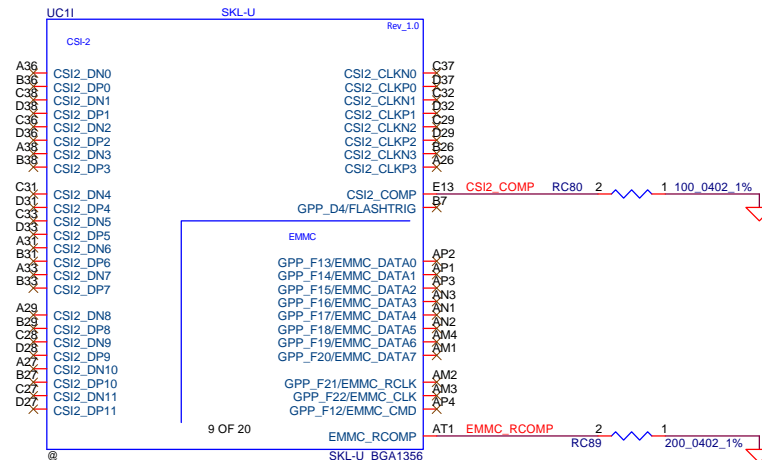 UC1I SKL-U
Rev_1.0
CSI-2
A36 CSI2_DN0 CSI2_CLKN0 C37
B36 CSI2_DP0 CSI2_CLKP0 D37
C38 CSI2_DN1 CSI2_CLKN1 C32
D38 CSI2_DP1 CSI2_CLKP1 D32
C36 CSI2_DN2 CSI2_CLKN2 C29
D36 CSI2_DP2 CSI2_CLKP2 D29
A38 CSI2_DN3 CSI2_CLKN3 B26
B38 CSI2_DP3 CSI2_CLKP3 A26
C31 CSI2_DN4 CSI2_COMP E13 CSI2_COMP RC80 2 1 100_0402_1%
D31 CSI2_DP4 GPP_D4/FLASHTRIG B7
C33 CSI2_DN5
D33 CSI2_DP5 EMMC
A31 CSI2_DN6
B31 CSI2_DP6 GPP_F13/EMMC_DATA0 AP2
A33 CSI2_DN7 GPP_F14/EMMC_DATA1 AP1
B33 CSI2_DP7 GPP_F15/EMMC_DATA2 AP3
GPP_F16/EMMC_DATA3 AN3
A29 CSI2_DN8 GPP_F17/EMMC_DATA4 AN1
B29 CSI2_DP8 GPP_F18/EMMC_DATA5 AN2
C28 CSI2_DN9 GPP_F19/EMMC_DATA6 AM4
D28 CSI2_DP9 GPP_F20/EMMC_DATA7 AM1
A27 CSI2_DN10
B27 CSI2_DP10 GPP_F21/EMMC_RCLK AM2
C27 CSI2_DN11 GPP_F22/EMMC_CLK AM3
D27 CSI2_DP11 GPP_F12/EMMC_CMD AP4
9 OF 20
EMMC_RCOMP AT1 EMMC_RCOMP 2 1
RC89 200_0402_1%
@ SKL-U_BGA1356